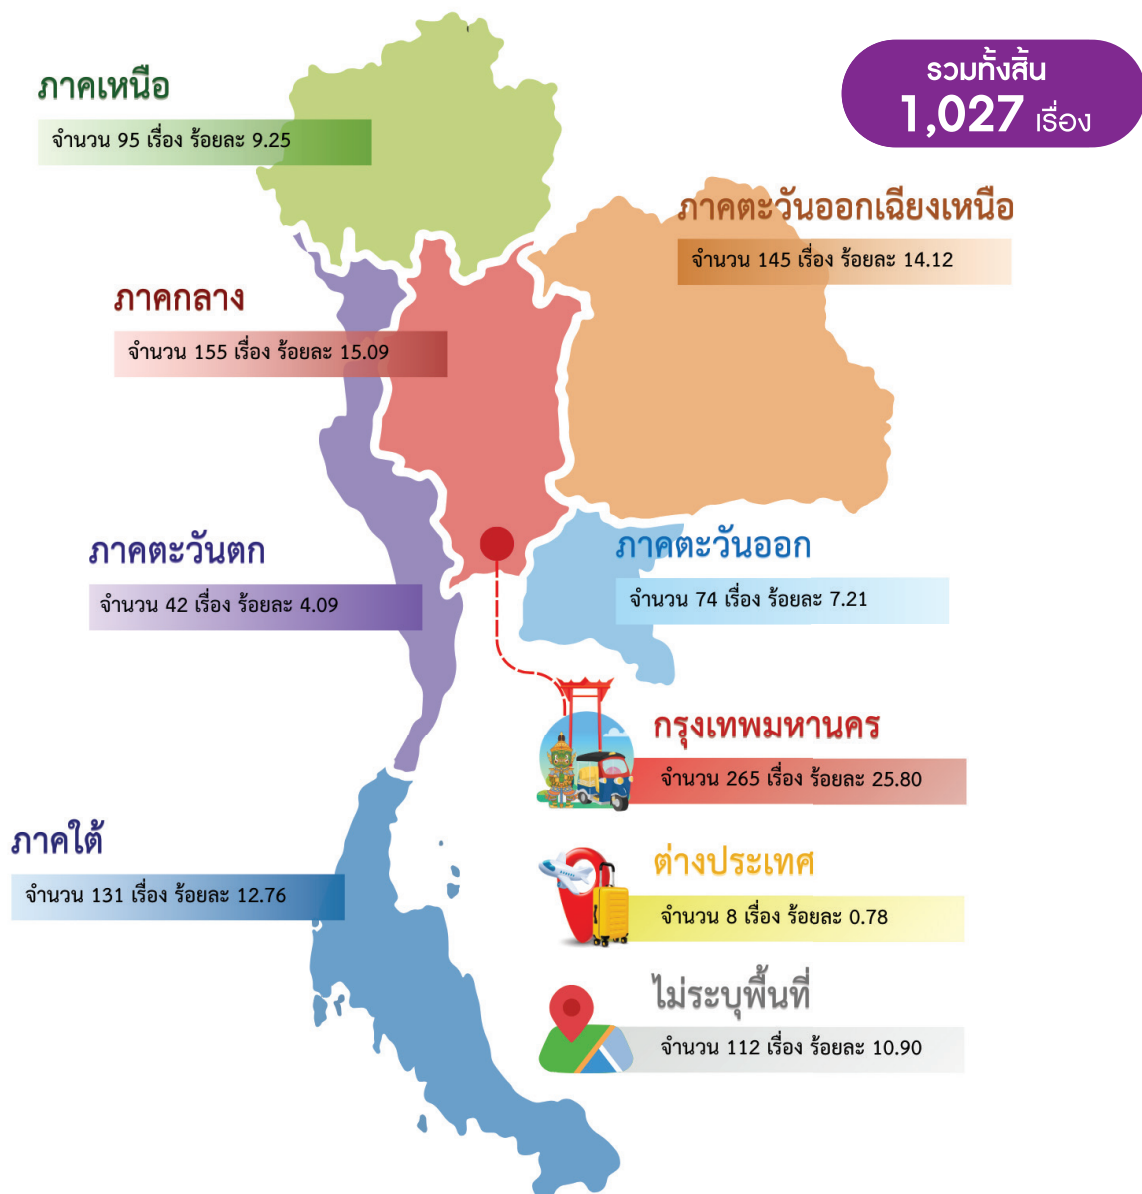 รวมทั้งสิ้น
1,027 เรื่อง
ภาคเหนือ
จำนวน 95 เรื่อง ร้อยละ 9.25
ภาคตะวันออกเฉียงเหนือ
จำนวน 145 เรื่อง ร้อยละ 14.12
ภาคกลาง
จำนวน 155 เรื่อง ร้อยละ 15.09
ภาคตะวันตก
จำนวน 42 เรื่อง ร้อยละ 4.09
ภาคตะวันออก
จำนวน 74 เรื่อง ร้อยละ 7.21
กรุงเทพมหานคร
จำนวน 265 เรื่อง ร้อยละ 25.80
ภาคใต้
จำนวน 131 เรื่อง ร้อยละ 12.76
ต่างประเทศ
จำนวน 8 เรื่อง ร้อยละ 0.78
ไม่ระบุพื้นที่
จำนวน 112 เรื่อง ร้อยละ 10.90